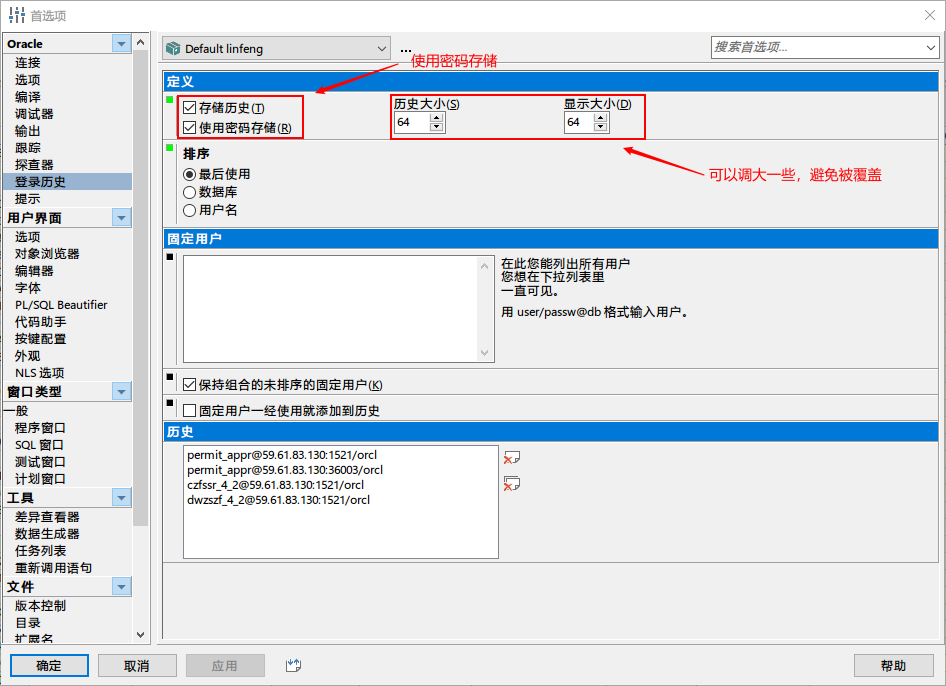 首选项
Oracle
连接
选项
编译
调试器
输出
跟踪
探查器
登录历史
提示
用户界面
选项
对象浏览器
编辑器
字体
PL/SQL Beautifier
代码助手
按键配置
外观
NLS 选项
窗口类型
一般
程序窗口
SQL 窗口
测试窗口
计划窗口
工具
差异查看器
数据生成器
任务列表
重新调用语句
文件
版本控制
目录
扩展名
Default linfeng
...
搜索首选项...
使用密码存储
定义
存储历史(T)
使用密码存储(R)
历史大小(S)
64
显示大小(D)
64
可以调大一些，避免被覆盖
排序
最后使用
数据库
用户名
固定用户
在此您能列出所有用户
您想在下拉列表里
一直可见。
用 user/passw@db 格式输入用户。
保持组合的未排序的固定用户(K)
固定用户一经使用就添加到历史
历史
permit_appr@59.61.83.130:1521/orcl
permit_appr@59.61.83.130:36003/orcl
czfssr_4_2@59.61.83.130:1521/orcl
dwzszf_4_2@59.61.83.130:1521/orcl
确定
取消
应用
帮助